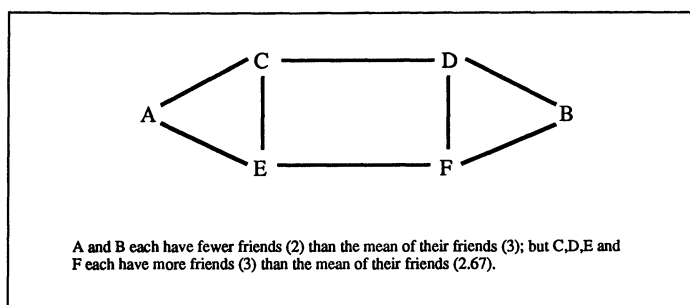 C D
A B
E F
A and B each have fewer friends (2) than the mean of their friends (3); but C,D,E and
F each have more friends (3) than the mean of their friends (2.67).